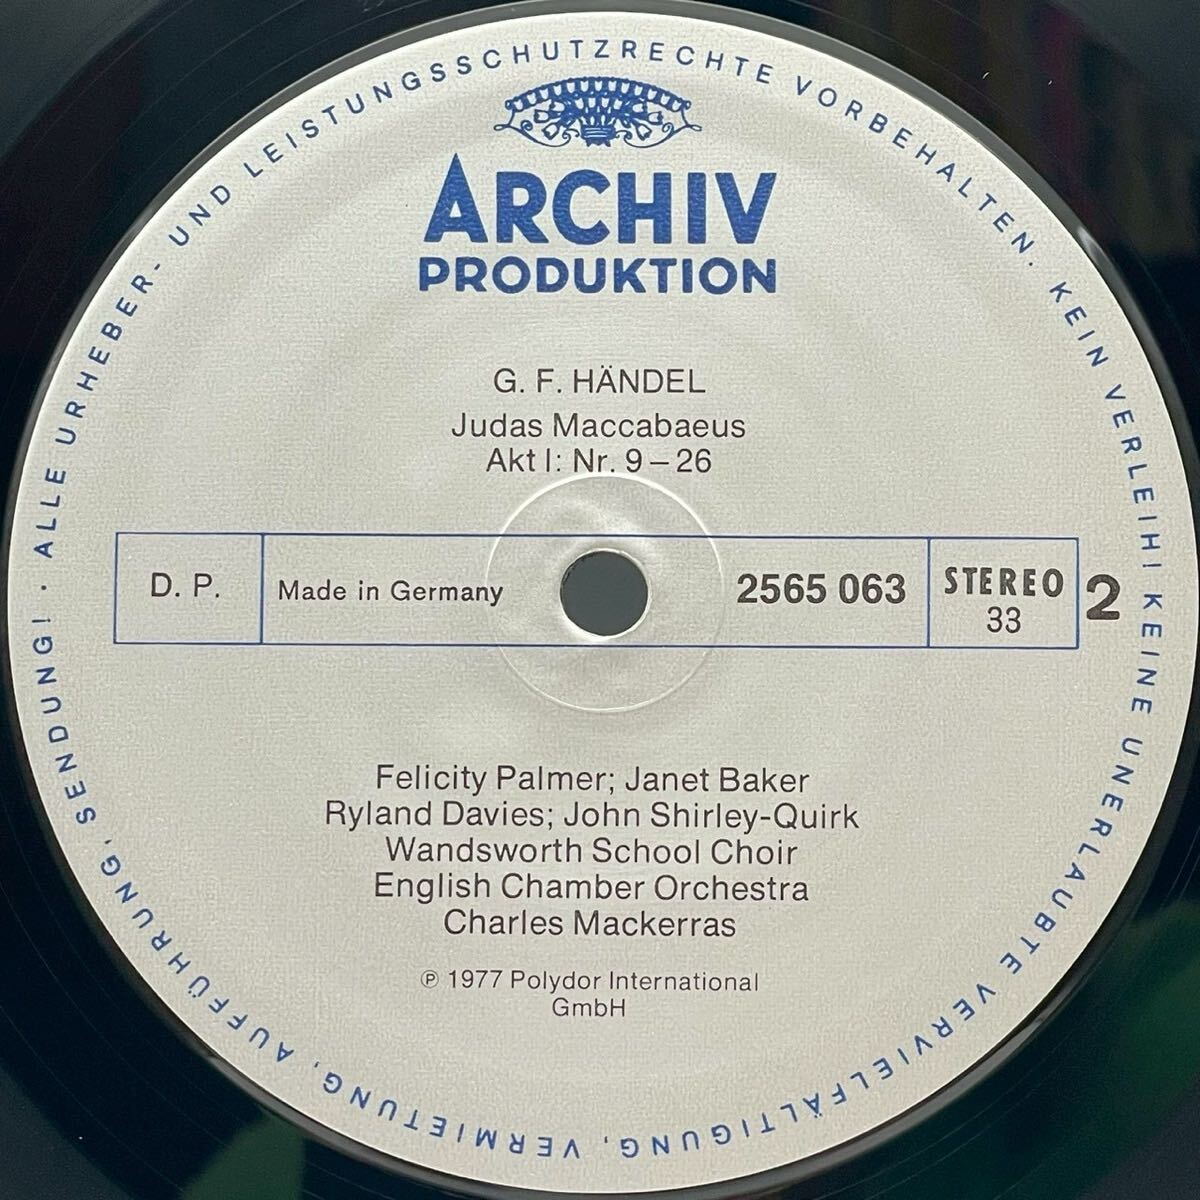 ALLE URHEBER- UND LEISTUNGSSCHUTZRECHTE VORBEHALTEN. KEIN VERLEIH! KEINE UNERLAUBTE VERVIELFÄLTIGUNG, VERMIETUNG, AUFFÜHRUNG, SENDUNG! ·
ARCHIV
PRODUKTION
G. F. HÄNDEL
Judas Maccabaeus
Akt I: Nr. 9 – 26
D. P.
Made in Germany
2565 063
STEREO
33
2
Felicity Palmer; Janet Baker
Ryland Davies; John Shirley-Quirk
Wandsworth School Choir
English Chamber Orchestra
Charles Mackerras
℗ 1977 Polydor International
GmbH